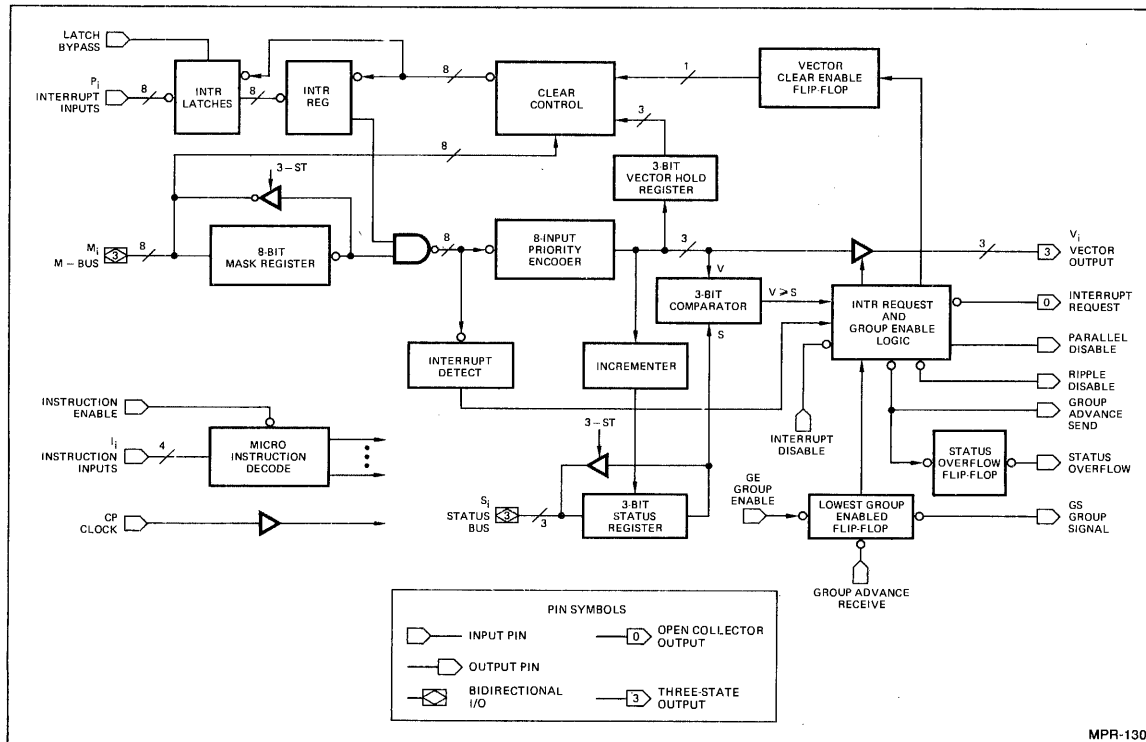 LATCH
BYPASS
Pi
INTERRUPT
INPUTS
8
INTR
LATCHES
8
INTR
REG
8
CLEAR
CONTROL
1
VECTOR
CLEAR ENABLE
FLIP-FLOP
3
8
3-ST
3-BIT
VECTOR HOLD
REGISTER
Mi
M-BUS
3
8
8-BIT
MASK REGISTER
8
8-INPUT
PRIORITY
ENCODER
3
3
Vi
VECTOR
OUTPUT
3
V
3-BIT
COMPARATOR
V ⩾ S
S
INTR REQUEST
AND
GROUP ENABLE
LOGIC
0
INTERRUPT
REQUEST
PARALLEL
DISABLE
RIPPLE
DISABLE
GROUP
ADVANCE
SEND
INTERRUPT
DETECT
INCREMENTER
INTERRUPT
DISABLE
INSTRUCTION
ENABLE
Ii
INSTRUCTION
INPUTS
4
MICRO
INSTRUCTION
DECODE
3-ST
STATUS
OVERFLOW
FLIP-FLOP
STATUS
OVERFLOW
CP
CLOCK
Si
STATUS
BUS
3
3
3-BIT
STATUS
REGISTER
GE
GROUP
ENABLE
LOWEST GROUP
ENABLED
FLIP-FLOP
GS
GROUP
SIGNAL
GROUP ADVANCE
RECEIVE
PIN SYMBOLS
INPUT PIN
0 OPEN COLLECTOR
OUTPUT
OUTPUT PIN
BIDIRECTIONAL
I/O
3 THREE-STATE
OUTPUT
MPR-130